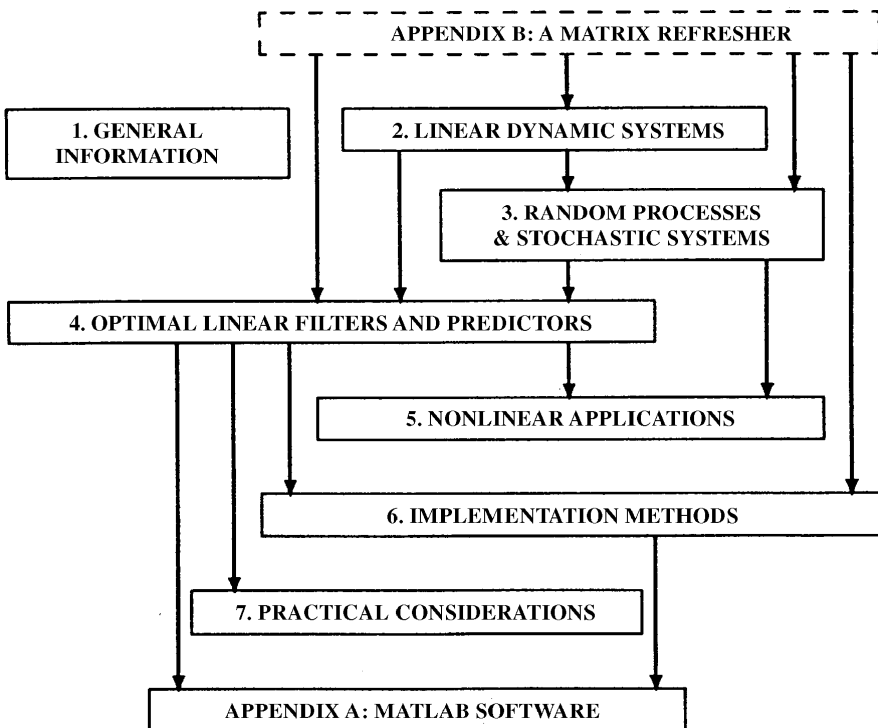 APPENDIX B: A MATRIX REFRESHER
1. GENERAL
INFORMATION
2. LINEAR DYNAMIC SYSTEMS
3. RANDOM PROCESSES
& STOCHASTIC SYSTEMS
4. OPTIMAL LINEAR FILTERS AND PREDICTORS
5. NONLINEAR APPLICATIONS
6. IMPLEMENTATION METHODS
7. PRACTICAL CONSIDERATIONS
APPENDIX A: MATLAB SOFTWARE